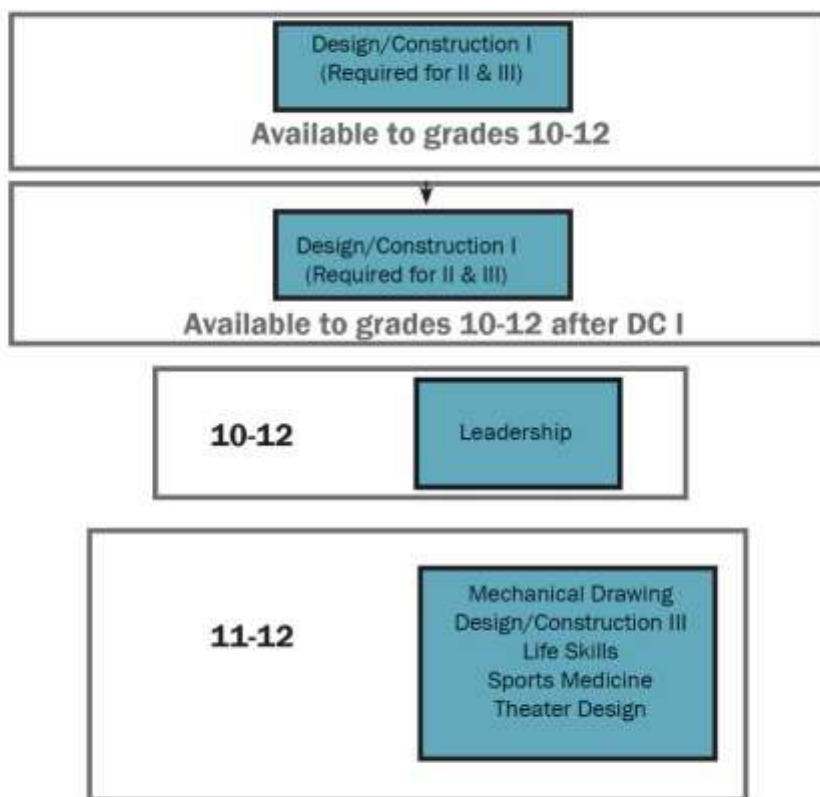 Design/Construction I
(Required for II & III)
Available to grades 10-12
Design/Construction I
(Required for II & III)
Available to grades 10-12 after DC I
10-12
Leadership
11-12
Mechanical Drawing
Design/Construction III
Life Skills
Sports Medicine
Theater Design